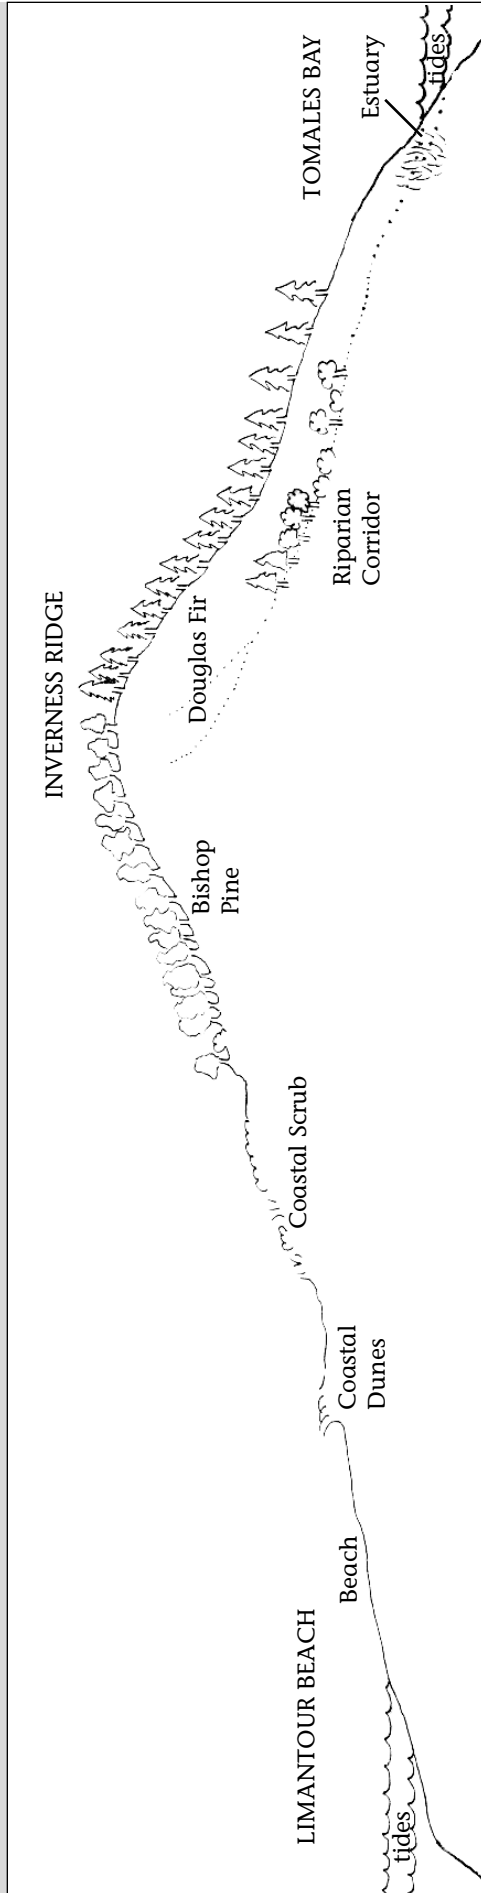 LIMANTOUR BEACH
tides
Beach
Coastal
Dunes
Coastal Scrub
Bishop
Pine
INVERNESS RIDGE
Douglas Fir
Riparian
Corridor
TOMALES BAY
Estuary
tides